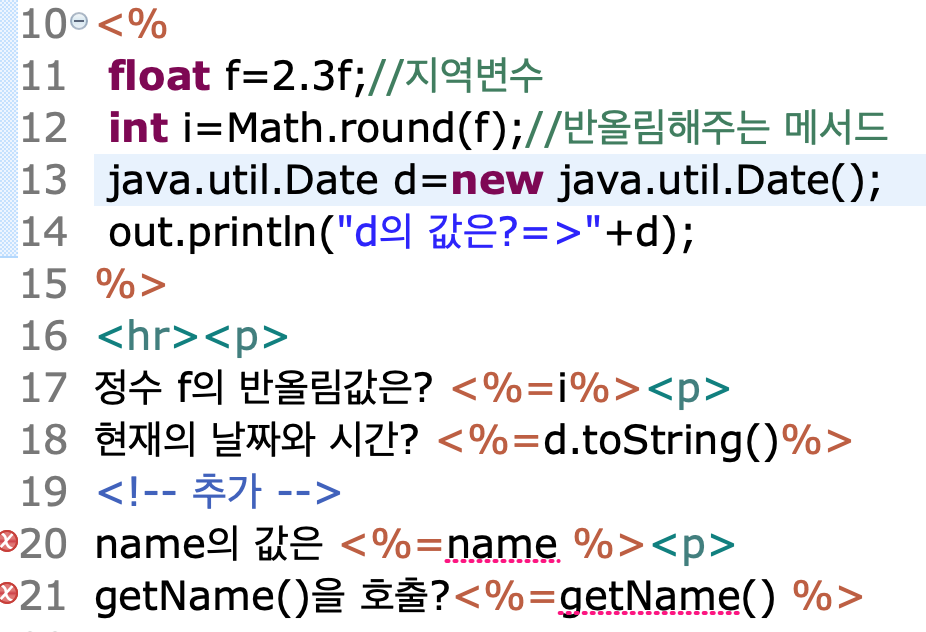 10 <%
11 float f=2.3f;//지역변수
12 int i=Math.round(f);//반올림해주는 메서드
13 java.util.Date d=new java.util.Date();
14 out.println("d의 값은?=>"+d);
15 %>
16 <hr><p>
17 정수 f의 반올림값은? <%=i%><p>
18 현재의 날짜와 시간? <%=d.toString()%>
19 <!-- 추가 -->
20 name의 값은 <%=name %><p>
21 getName()을 호출?<%=getName() %>